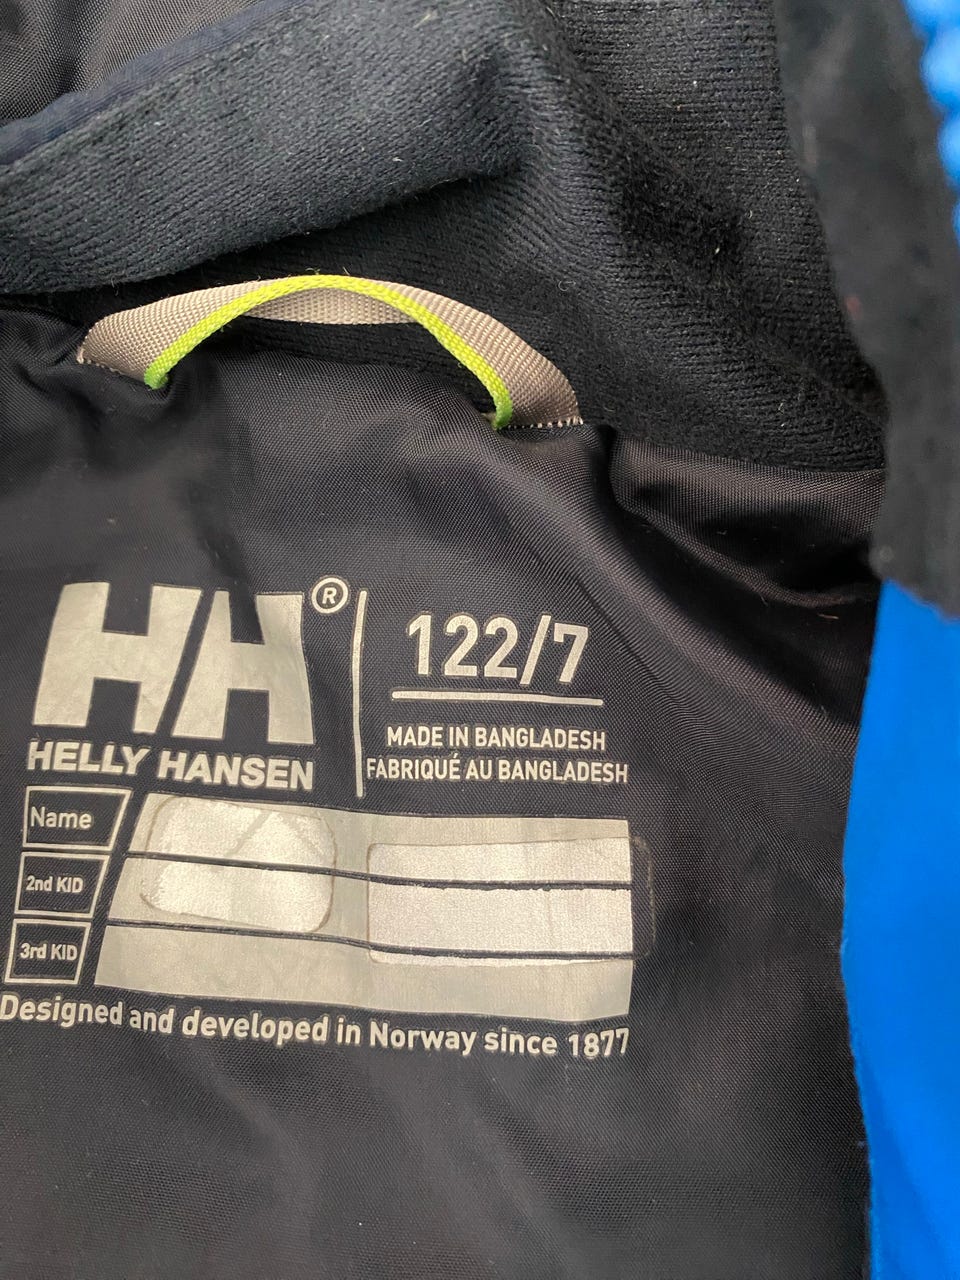 HH®
HELLY HANSEN
122/7
MADE IN BANGLADESH
FABRIQUÉ AU BANGLADESH
Name
2nd KID
3rd KID
Designed and developed in Norway since 1877